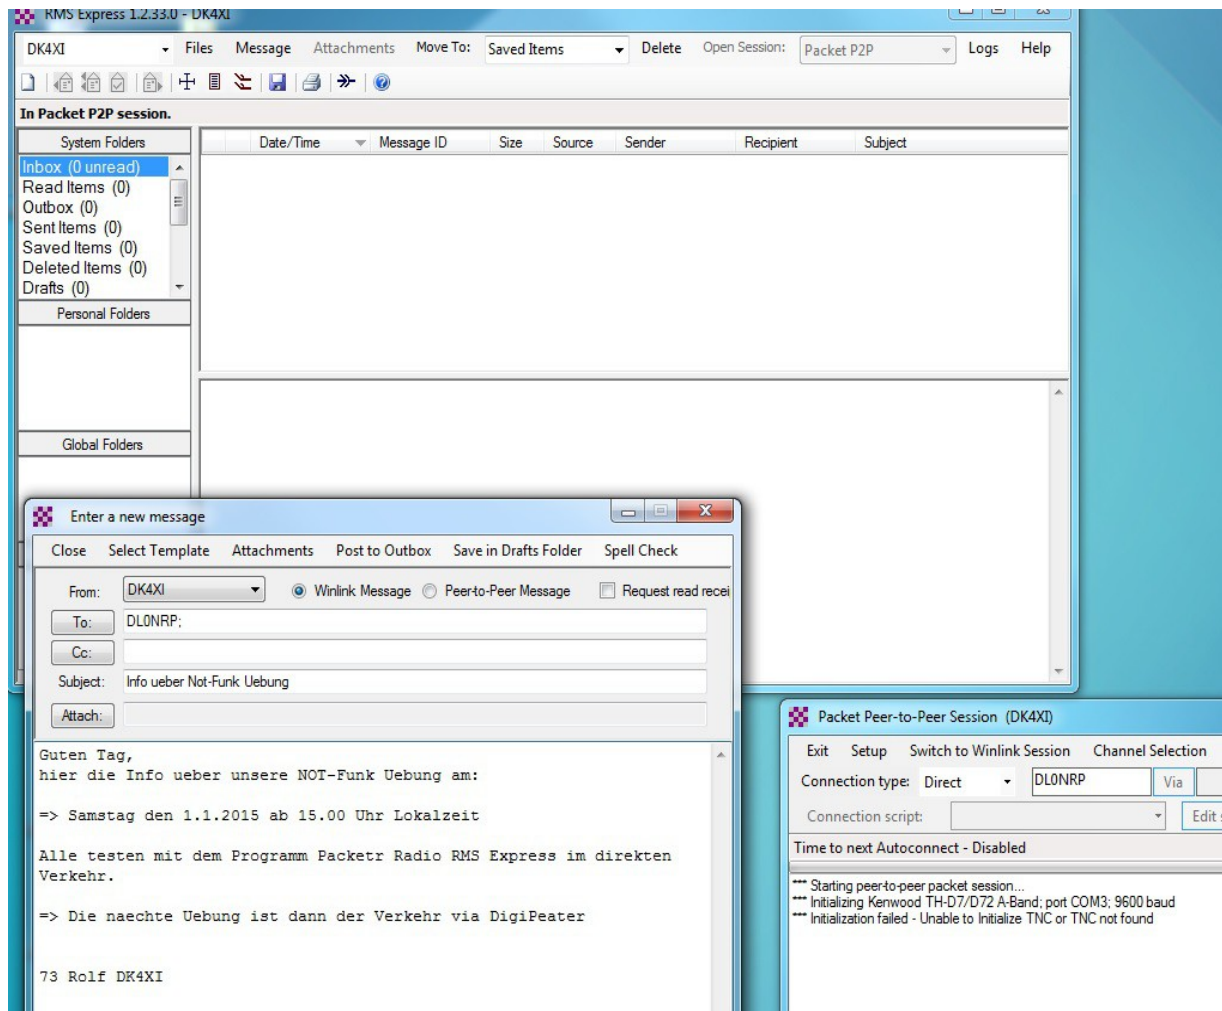 RMS Express 1.2.33.0 - DK4XI
DK4XI Files Message Attachments Move To: Saved Items Delete Open Session: Packet P2P Logs Help
In Packet P2P session.
System Folders
Date/Time Message ID Size Source Sender Recipient Subject
Inbox (0 unread)
Read Items (0)
Outbox (0)
Sent Items (0)
Saved Items (0)
Deleted Items (0)
Drafts (0)
Personal Folders
Global Folders
Enter a new message
Close Select Template Attachments Post to Outbox Save in Drafts Folder Spell Check
From: DK4XI Winlink Message Peer-to-Peer Message Request read recei
To: DL0NRP;
Cc:
Subject: Info ueber Not-Funk Uebung
Attach:
Guten Tag,
hier die Info ueber unsere NOT-Funk Uebung am:
=> Samstag den 1.1.2015 ab 15.00 Uhr Lokalzeit
Alle testen mit dem Programm Packetr Radio RMS Express im direkten
Verkehr.
=> Die naechte Uebung ist dann der Verkehr via DigiPeater
73 Rolf DK4XI
Packet Peer-to-Peer Session (DK4XI)
Exit Setup Switch to Winlink Session Channel Selection
Connection type: Direct DL0NRP Via
Connection script: Edit s
Time to next Autoconnect - Disabled
*** Starting peer-to-peer packet session...
*** Initializing Kenwood TH-D7/D72 A-Band; port COM3; 9600 baud
*** Initialization failed - Unable to Initialize TNC or TNC not found